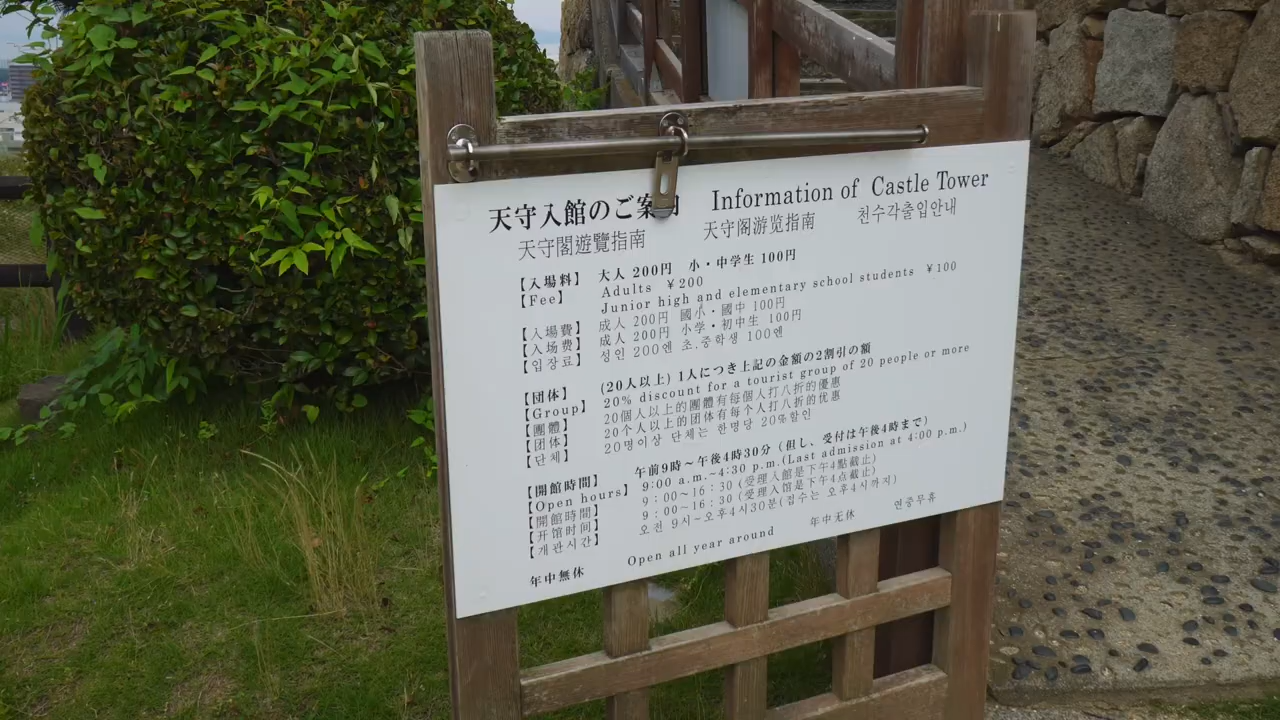 天守入館のご案内 Information of Castle Tower
天守閣遊覽指南 天守阁游览指南 천수각출입안내
【入場料】 大人 200円 小・中学生 100円
【Fee】 Adults ¥200
Junior high and elementary school students ¥100
【入場費】 成人 200円 國小・國中 100円
【入场费】 成人 200円 小学・初中生 100円
【입장료】 성인 200엔 초,중학생 100엔
【団体】 (20人以上) 1人につき上記の金額の2割引の額
【Group】 20% discount for a tourist group of 20 people or more
【團體】 20個人以上的團體有每個人打八折的優惠
【团体】 20个人以上的团体有每个人打八折的优惠
【단체】 20명이상 단체는 한명당 20%할인
【開館時間】 午前9時～午後4時30分 (但し、受付は午後4時まで)
【Open hours】 9:00 a.m.~4:30 p.m.(Last admission at 4:00 p.m.)
【開館時間】 9：00～16：30 (受理入館是下午4點截止)
【开馆时间】 9：00～16：30 (受理入馆是下午4点截止)
【개관시간】 오전 9시~오후4시30분(접수는 오후4시까지)
年中無休 Open all year around 年中无休 연중무휴